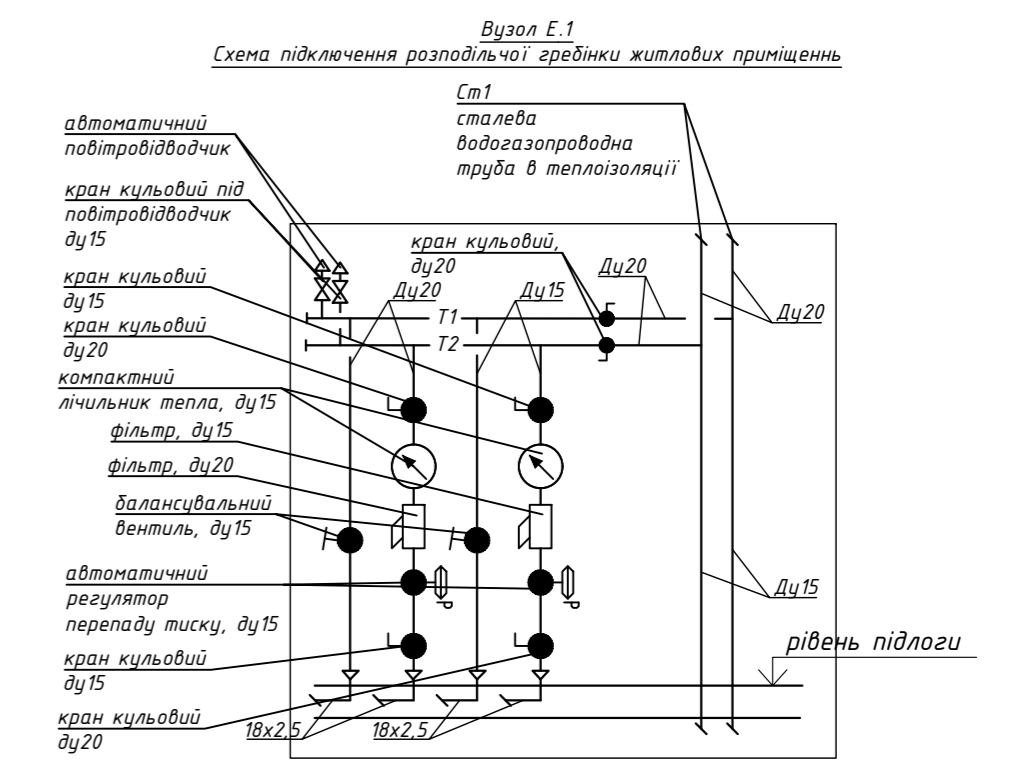 Вузол Е.1
Схема підключення розподільчої гребінки житлових приміщеннь
Ст1
сталева
водогазопроводна
труба в теплоізоляції
автоматичний
повітровідводчик
кран кульовий під
повітровідводчик
ду15
кран кульовий,
ду20
Ду20
кран кульовий
ду15
Ду20
Ду15
Ду20
Т1
кран кульовий
ду20
Т2
компактний
лічильник тепла, ду15
фільтр, ду15
фільтр, ду20
балансувальний
вентиль, ду15
автоматичний
регулятор
перепаду тиску, ду15
Р
Р
Ду15
рівень підлоги
кран кульовий
ду15
кран кульовий
ду20
18х2,5
18х2,5